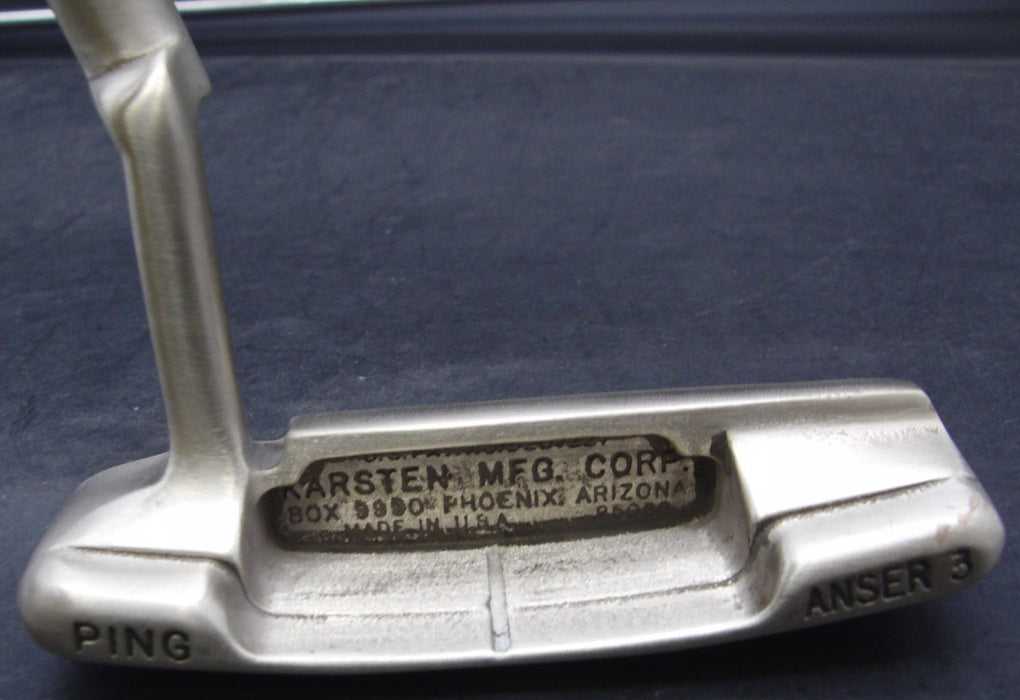 KARSTEN MFG. CORP.
BOX 9990 PHOENIX, ARIZONA
MADE IN U.S.A.
PING
ANSER 3